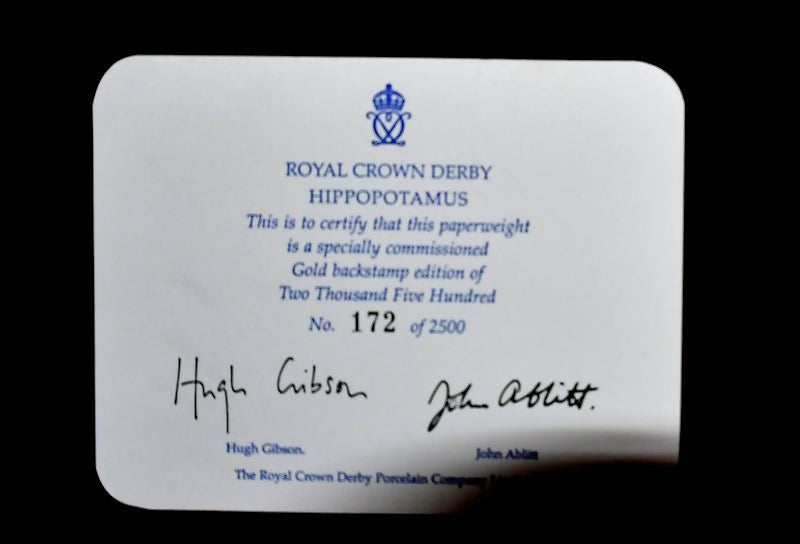 ROYAL CROWN DERBY
HIPPOPOTAMUS
This is to certify that this paperweight
is a specially commissioned
Gold backstamp edition of
Two Thousand Five Hundred
No. 172 of 2500
Hugh Gibson John Ablitt.
Hugh Gibson. John Ablitt
The Royal Crown Derby Porcelain Company